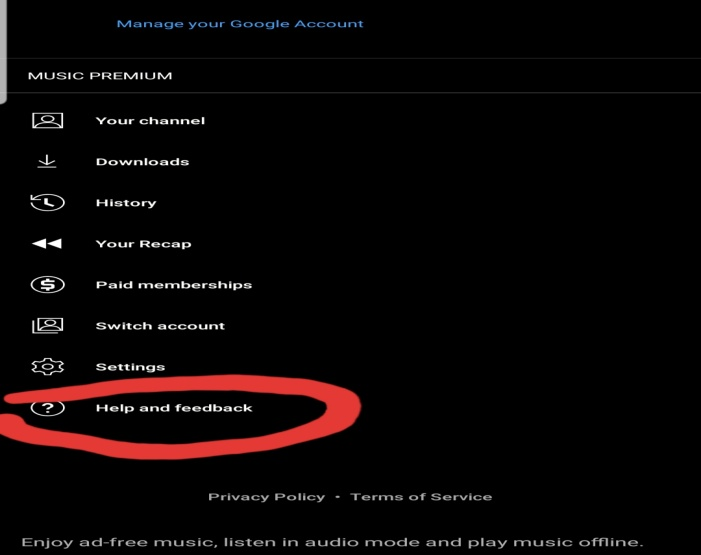 Manage your Google Account
MUSIC PREMIUM
Your channel
Downloads
History
Your Recap
Paid memberships
Switch account
Settings
Help and feedback
Privacy Policy • Terms of Service
Enjoy ad-free music, listen in audio mode and play music offline.